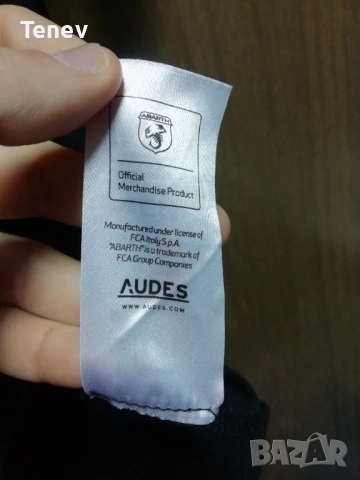 Tenev
ABARTH
Official
Merchandise Product
Manufactured under license of
FCA Italy S.p.A.
"ABARTH" is a trademark of
FCA Group Companies
AUDES
WWW.AUDES.COM
BAZAR